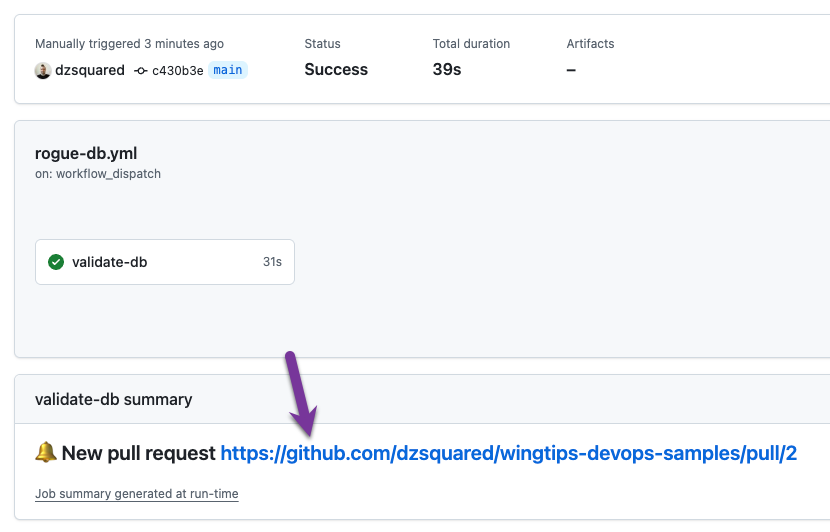 Manually triggered 3 minutes ago
Status
Total duration
Artifacts
dzsquared c430b3e main
Success
39s
–
rogue-db.yml
on: workflow_dispatch
validate-db 31s
validate-db summary
🔔 New pull request https://github.com/dzsquared/wingtips-devops-samples/pull/2
Job summary generated at run-time